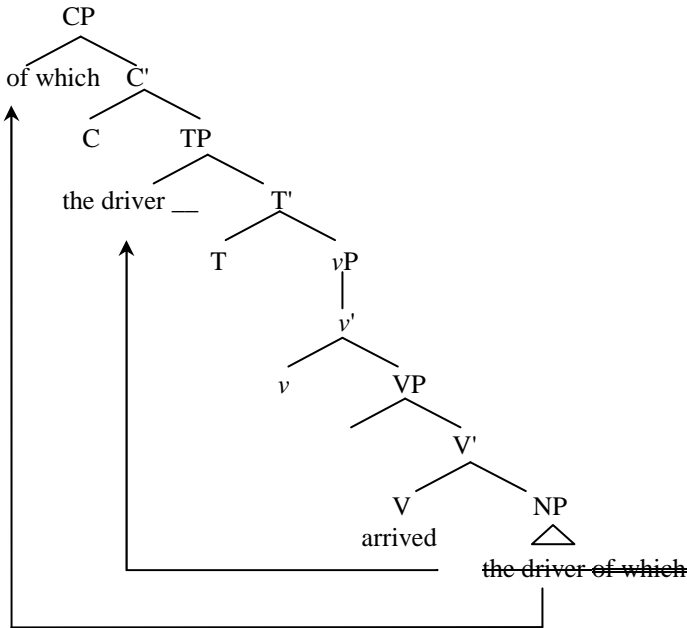 CP
of which C'
C TP
the driver __ T'
T vP
v'
v VP
V'
V NP
arrived
the driver of which